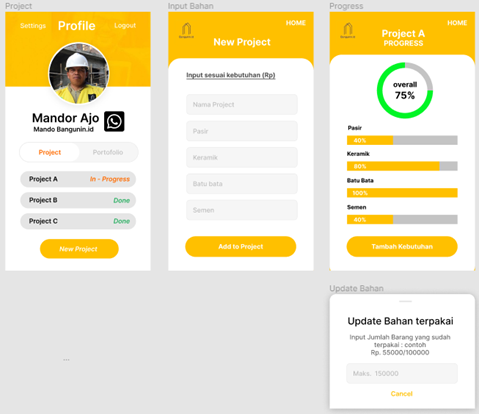 Project
Settings
Profile
Logout
Mandor Ajo
Mando Bangunin.id
Project
Portofolio
Project A
In - Progress
Project B
Done
Project C
Done
New Project
Input Bahan
HOME
New Project
Input sesuai kebutuhan (Rp)
Nama Project
Pasir
Keramik
Batu bata
Semen
Add to Project
Progress
HOME
Project A
PROGRESS
overall
75%
Pasir
40%
Keramik
80%
Batu Bata
100%
Semen
40%
Tambah Kebutuhan
Update Bahan
Update Bahan terpakai
Input Jumlah Barang yang sudah
terpakai : contoh
Rp. 55000/100000
Maks. 150000
Cancel